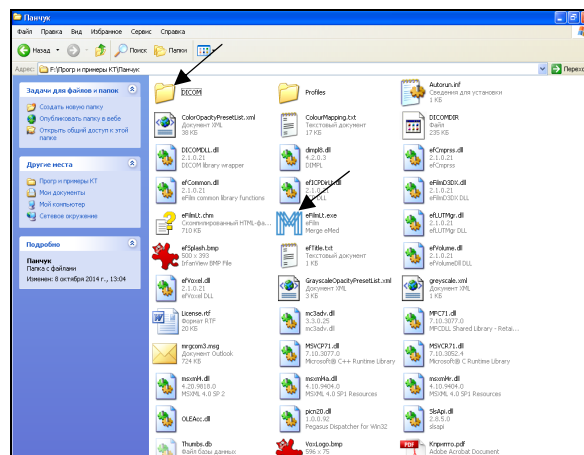 Панчук
Файл Правка Вид Избранное Сервис Справка
Назад Поиск Папки
Адрес: F:\Прогр и примеры КТ\Панчук Перехо
Задачи для файлов и папок
Создать новую папку
Опубликовать папку в вебе
Открыть общий доступ к этой
папке
Другие места
Прогр и примеры КТ
Мои документы
Мой компьютер
Сетевое окружение
Подробно
Панчук
Папка с файлами
Изменен: 8 октября 2014 г., 13:04
DICOM
Profiles
Autorun.inf
Сведения для установки
1 КБ
ColorOpacityPresetList.xml
Документ XML
38 КБ
ColourMapping.txt
Текстовый документ
17 КБ
DICOMDIR
Файл
235 КБ
DICOMDLL.dll
2.1.0.21
DICOM library wrapper
dimplS.dll
4.2.0.3
DIMPL
efCmprss.dll
2.1.0.21
efCmprss DLL
efCommon.dll
2.1.0.21
eFilm common library functions
2.1.0.21
DLL
eFilmD3DX.dll
2.1.0.21
eFilmD3DX DLL
eFilmLt.chm
Скомпилированный HTML-фа...
710 КБ
eFilmLt.exe
eFilm
Merge eMed
efLUTMgr.dll
2.1.0.21
efLUTMgr DLL
efSplash.bmp
500 x 393
IrfanView BMP File
efTitle.txt
Текстовый документ
1 КБ
efVolume.dll
2.1.0.21
efVolumeDll DLL
efVoxel.dll
2.1.0.21
efVoxel DLL
GrayscaleOpacityPresetList.xml
Документ XML
3 КБ
greyscale.xml
Документ XML
1 КБ
License.rtf
Формат RTF
20 КБ
mc3adv.dll
3.3.0.25
mc3adv.dll
MFC71.dll
7.10.3077.0
MFCDLL Shared Library - Retai...
mrgcom3.msg
Документ Outlook
724 КБ
MSVCP71.dll
7.10.3077.0
Microsoft® C++ Runtime Library
MSVCR71.dll
7.10.3052.4
Microsoft® C Runtime Library
msxml4.dll
4.20.9818.0
MSXML 4.0 SP 2
msxml4a.dll
4.10.9404.0
MSXML 4.0 SP1 Resources
msxml4r.dll
4.10.9404.0
MSXML 4.0 SP1 Resources
OLEAcc.dll
picn20.dll
1.0.0.92
Pegasus Dispatcher for Win32
SlsApi.dll
2.8.5.0
slsapi
Thumbs.db
Файл базы данных
VoxLogo.bmp
596 x 75
Adobe Acrobat Document